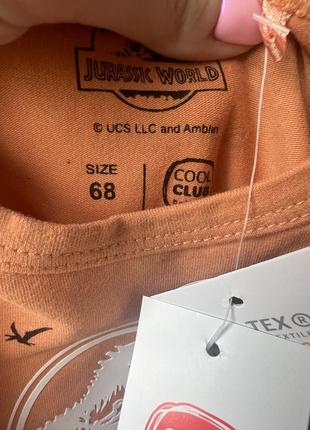 JURASSIC WORLD
© UCS LLC and Amblin
SIZE
68
COOL
CLUB
TEX®